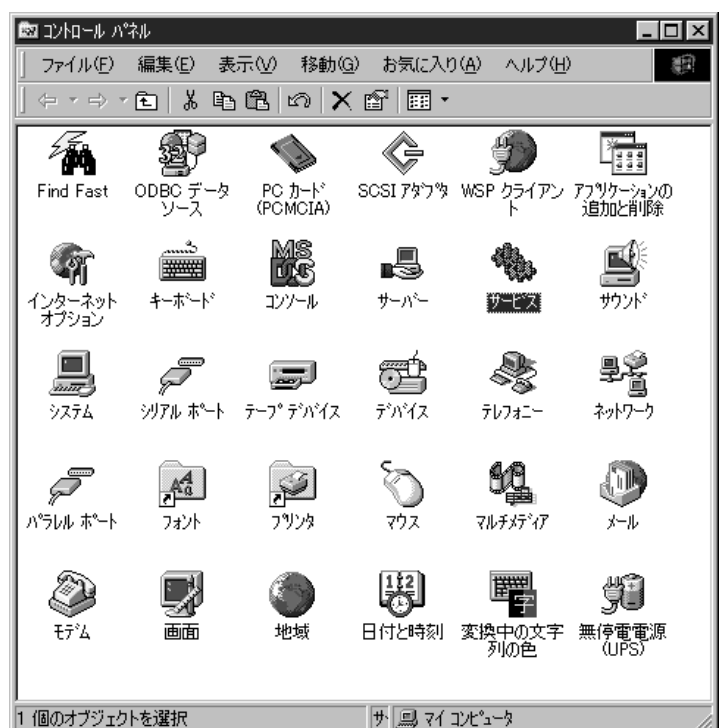 コントロール パネル
ファイル(F) 編集(E) 表示(V) 移動(G) お気に入り(A) ヘルプ(H)
Find Fast
ODBC データ
ソース
PC カード
(PCMCIA)
SCSI アダプタ
WSP クライアン
ト
アプリケーションの
追加と削除
インターネット
オプション
キーボード
MS
DOS
コンソール
サーバー
サービス
サウンド
システム
シリアル ポート
テープ デバイス
デバイス
テレフォニー
ネットワーク
パラレル ポート
フォント
プリンタ
マウス
マルチメディア
メール
モデム
画面
地域
日付と時刻
変換中の文字
列の色
無停電電源
(UPS)
1 個のオブジェクトを選択
サ
マイ コンピュータ